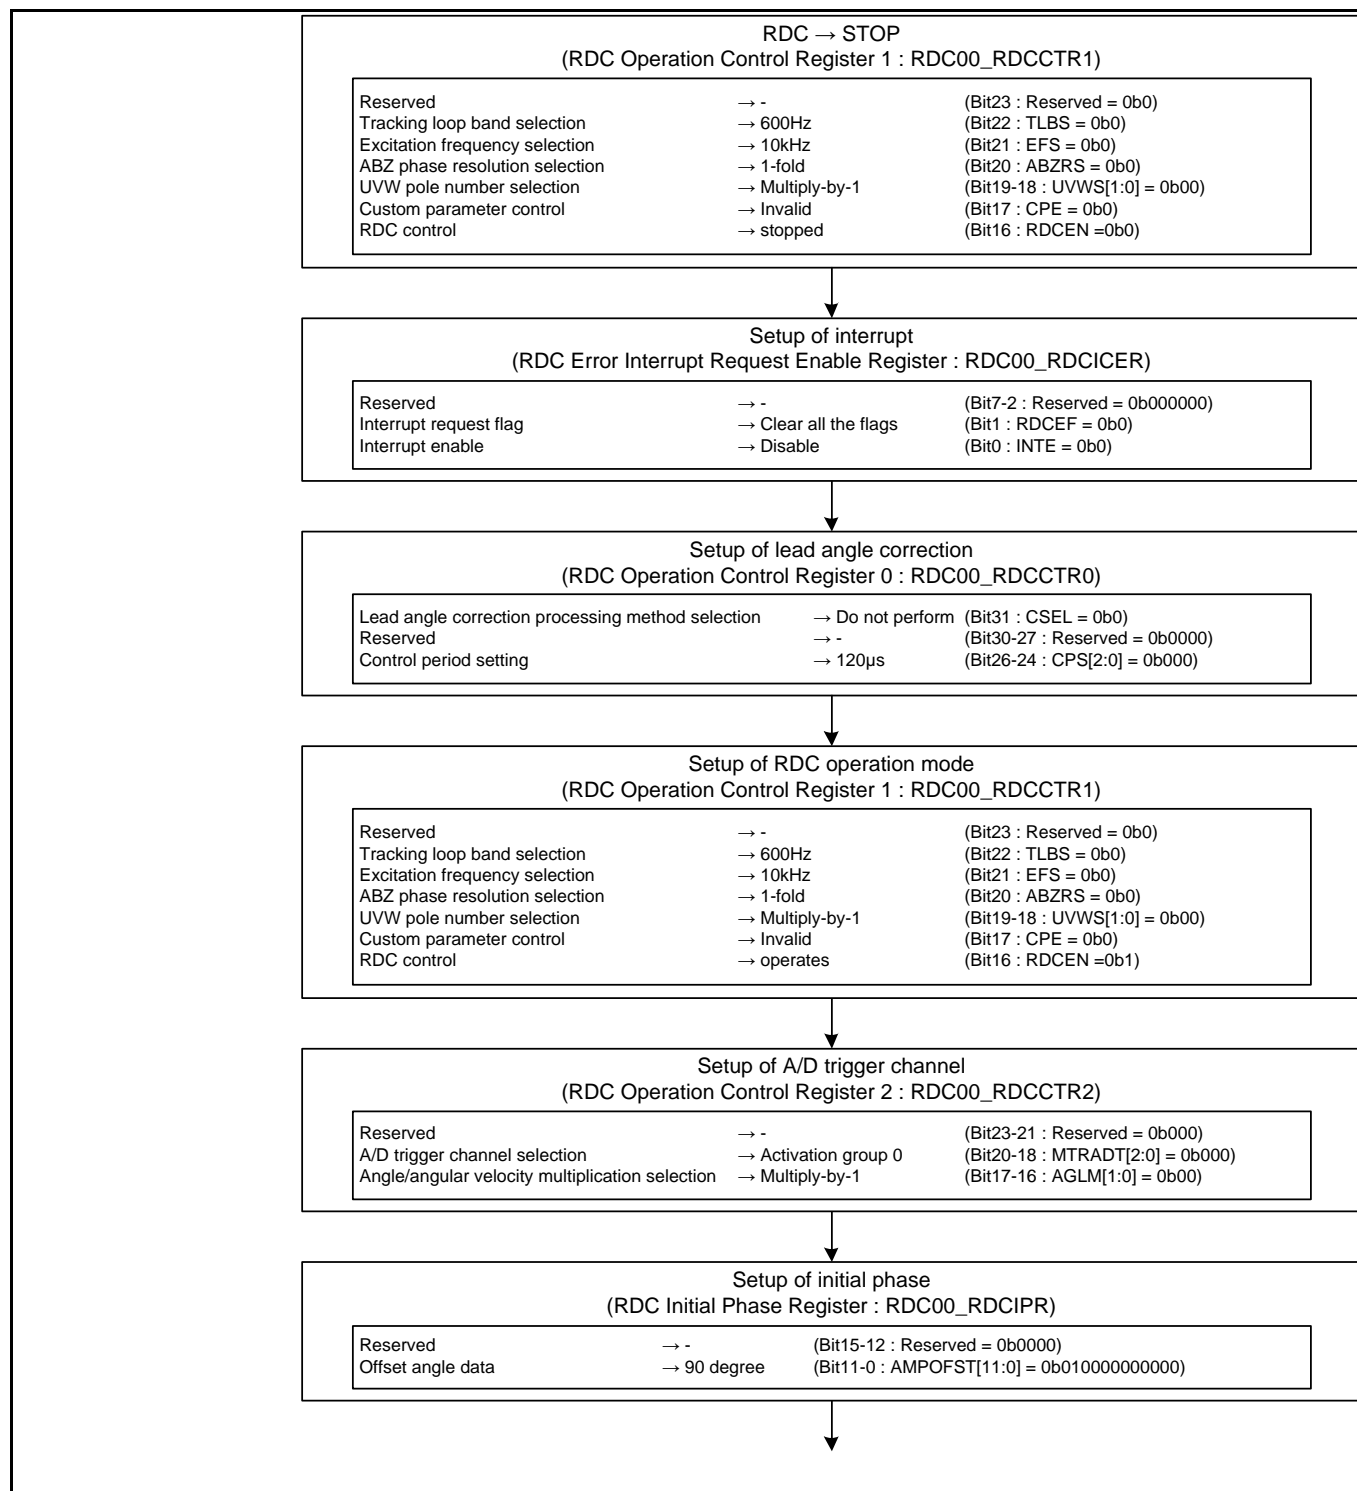 RDC → STOP
(RDC Operation Control Register 1 : RDC00_RDCCTR1)
Reserved → - (Bit23 : Reserved = 0b0)
Tracking loop band selection → 600Hz (Bit22 : TLBS = 0b0)
Excitation frequency selection → 10kHz (Bit21 : EFS = 0b0)
ABZ phase resolution selection → 1-fold (Bit20 : ABZRS = 0b0)
UVW pole number selection → Multiply-by-1 (Bit19-18 : UVWS[1:0] = 0b00)
Custom parameter control → Invalid (Bit17 : CPE = 0b0)
RDC control → stopped (Bit16 : RDCEN =0b0)
Setup of interrupt
(RDC Error Interrupt Request Enable Register : RDC00_RDCICER)
Reserved → - (Bit7-2 : Reserved = 0b000000)
Interrupt request flag → Clear all the flags (Bit1 : RDCEF = 0b0)
Interrupt enable → Disable (Bit0 : INTE = 0b0)
Setup of lead angle correction
(RDC Operation Control Register 0 : RDC00_RDCCTR0)
Lead angle correction processing method selection → Do not perform (Bit31 : CSEL = 0b0)
Reserved → - (Bit30-27 : Reserved = 0b0000)
Control period setting → 120μs (Bit26-24 : CPS[2:0] = 0b000)
Setup of RDC operation mode
(RDC Operation Control Register 1 : RDC00_RDCCTR1)
Reserved → - (Bit23 : Reserved = 0b0)
Tracking loop band selection → 600Hz (Bit22 : TLBS = 0b0)
Excitation frequency selection → 10kHz (Bit21 : EFS = 0b0)
ABZ phase resolution selection → 1-fold (Bit20 : ABZRS = 0b0)
UVW pole number selection → Multiply-by-1 (Bit19-18 : UVWS[1:0] = 0b00)
Custom parameter control → Invalid (Bit17 : CPE = 0b0)
RDC control → operates (Bit16 : RDCEN =0b1)
Setup of A/D trigger channel
(RDC Operation Control Register 2 : RDC00_RDCCTR2)
Reserved → - (Bit23-21 : Reserved = 0b000)
A/D trigger channel selection → Activation group 0 (Bit20-18 : MTRADT[2:0] = 0b000)
Angle/angular velocity multiplication selection → Multiply-by-1 (Bit17-16 : AGLM[1:0] = 0b00)
Setup of initial phase
(RDC Initial Phase Register : RDC00_RDCIPR)
Reserved → - (Bit15-12 : Reserved = 0b0000)
Offset angle data → 90 degree (Bit11-0 : AMPOFST[11:0] = 0b010000000000)